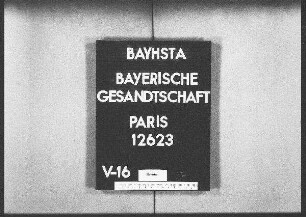 BAYHSTA
BAYERISCHE
GESANDTSCHAFT
PARIS
12623
V-16